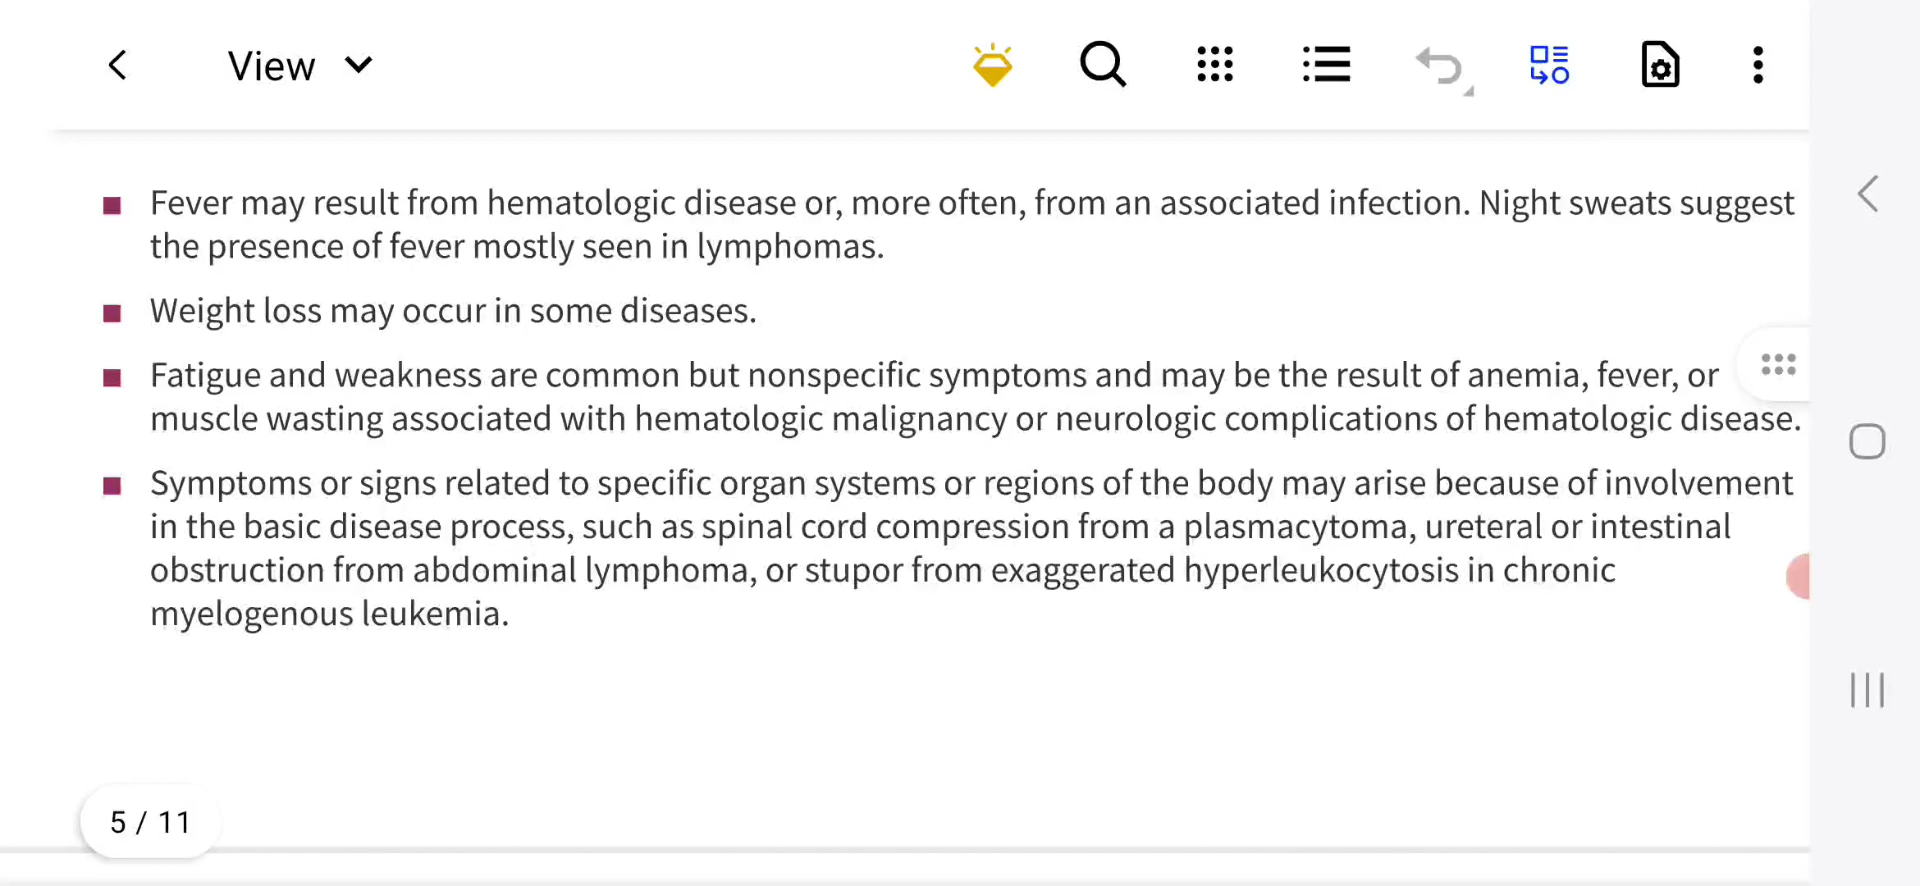 View
Fever may result from hematologic disease or, more often, from an associated infection. Night sweats suggest
the presence of fever mostly seen in lymphomas.
Weight loss may occur in some diseases.
Fatigue and weakness are common but nonspecific symptoms and may be the result of anemia, fever, or
muscle wasting associated with hematologic malignancy or neurologic complications of hematologic disease.
Symptoms or signs related to specific organ systems or regions of the body may arise because of involvement
in the basic disease process, such as spinal cord compression from a plasmacytoma, ureteral or intestinal
obstruction from abdominal lymphoma, or stupor from exaggerated hyperleukocytosis in chronic
myelogenous leukemia.
5 / 11